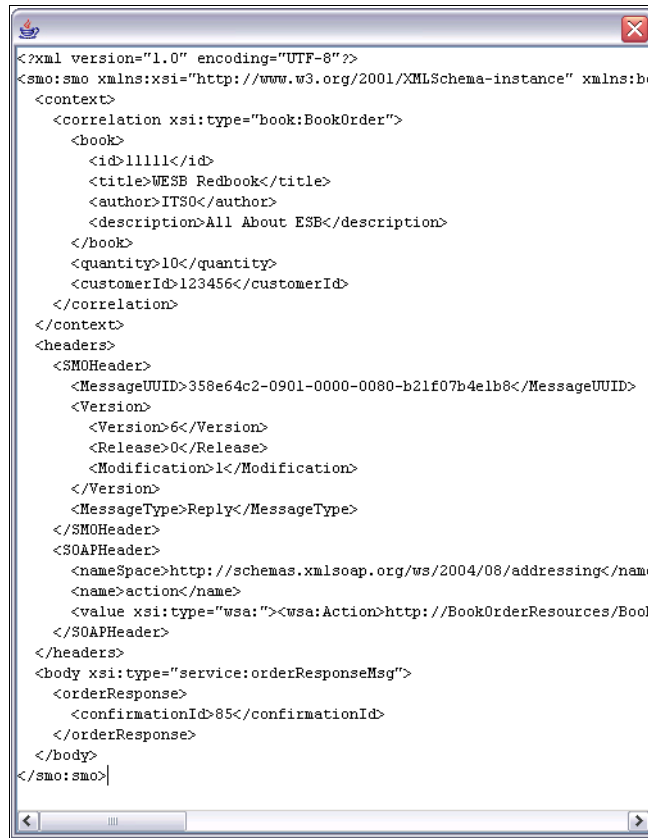 <?xml version="1.0" encoding="UTF-8"?>
<smo:smo xmlns:xsi="http://www.w3.org/2001/XMLSchema-instance" xmlns:bo
<context>
<correlation xsi:type="book:BookOrder">
<book>
<id>11111</id>
<title>WESB Redbook</title>
<author>ITSO</author>
<description>All About ESB</description>
</book>
<quantity>10</quantity>
<customerId>123456</customerId>
</correlation>
</context>
<headers>
<SMOHeader>
<MessageUUID>358e64c2-0901-0000-0080-b21f07b4e1b8</MessageUUID>
<Version>
<Version>6</Version>
<Release>0</Release>
<Modification>1</Modification>
</Version>
<MessageType>Reply</MessageType>
</SMOHeader>
<SOAPHeader>
<nameSpace>http://schemas.xmlsoap.org/ws/2004/08/addressing</name
<name>action</name>
<value xsi:type="wsa:"><wsa:Action>http://BookOrderResources/Book
</SOAPHeader>
</headers>
<body xsi:type="service:orderResponseMsg">
<orderResponse>
<confirmationId>85</confirmationId>
</orderResponse>
</body>
</smo:smo>